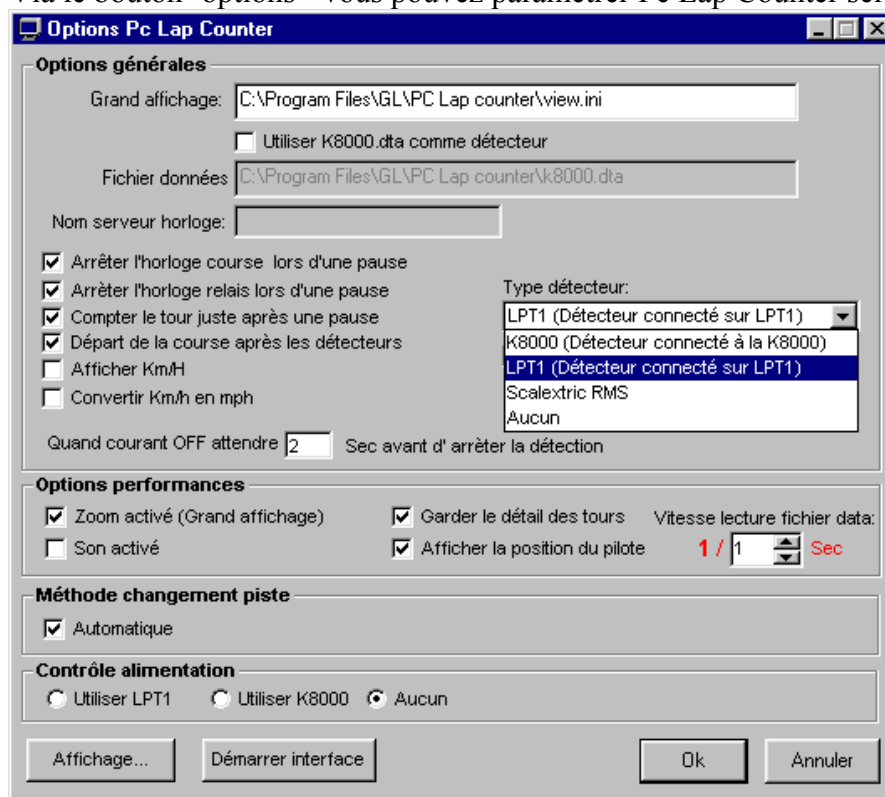 Via le bouton "options" vous pouvez paramétrer Pc Lap Counter
Options Pc Lap Counter
Options générales
Grand affichage: C:\Program Files\GL\PC Lap counter\view.ini
Utiliser K8000.dta comme détecteur
Fichier données C:\Program Files\GL\PC Lap counter\k8000.dta
Nom serveur horloge:
Arrêter l'horloge course lors d'une pause
Arrèter l'horloge relais lors d'une pause
Compter le tour juste après une pause
Départ de la course après les détecteurs
Afficher Km/H
Convertir Km/h en mph
Type détecteur:
LPT1 (Détecteur connecté sur LPT1)
K8000 (Détecteur connecté à la K8000)
LPT1 (Détecteur connecté sur LPT1)
Scalextric RMS
Aucun
Quand courant OFF attendre 2 Sec avant d' arrèter la détection
Options performances
Zoom activé (Grand affichage)
Son activé
Garder le détail des tours
Afficher la position du pilote
Vitesse lecture fichier data:
1 / 1 Sec
Méthode changement piste
Automatique
Contrôle alimentation
Utiliser LPT1 Utiliser K8000 Aucun
Affichage... Démarrer interface Ok Annuler